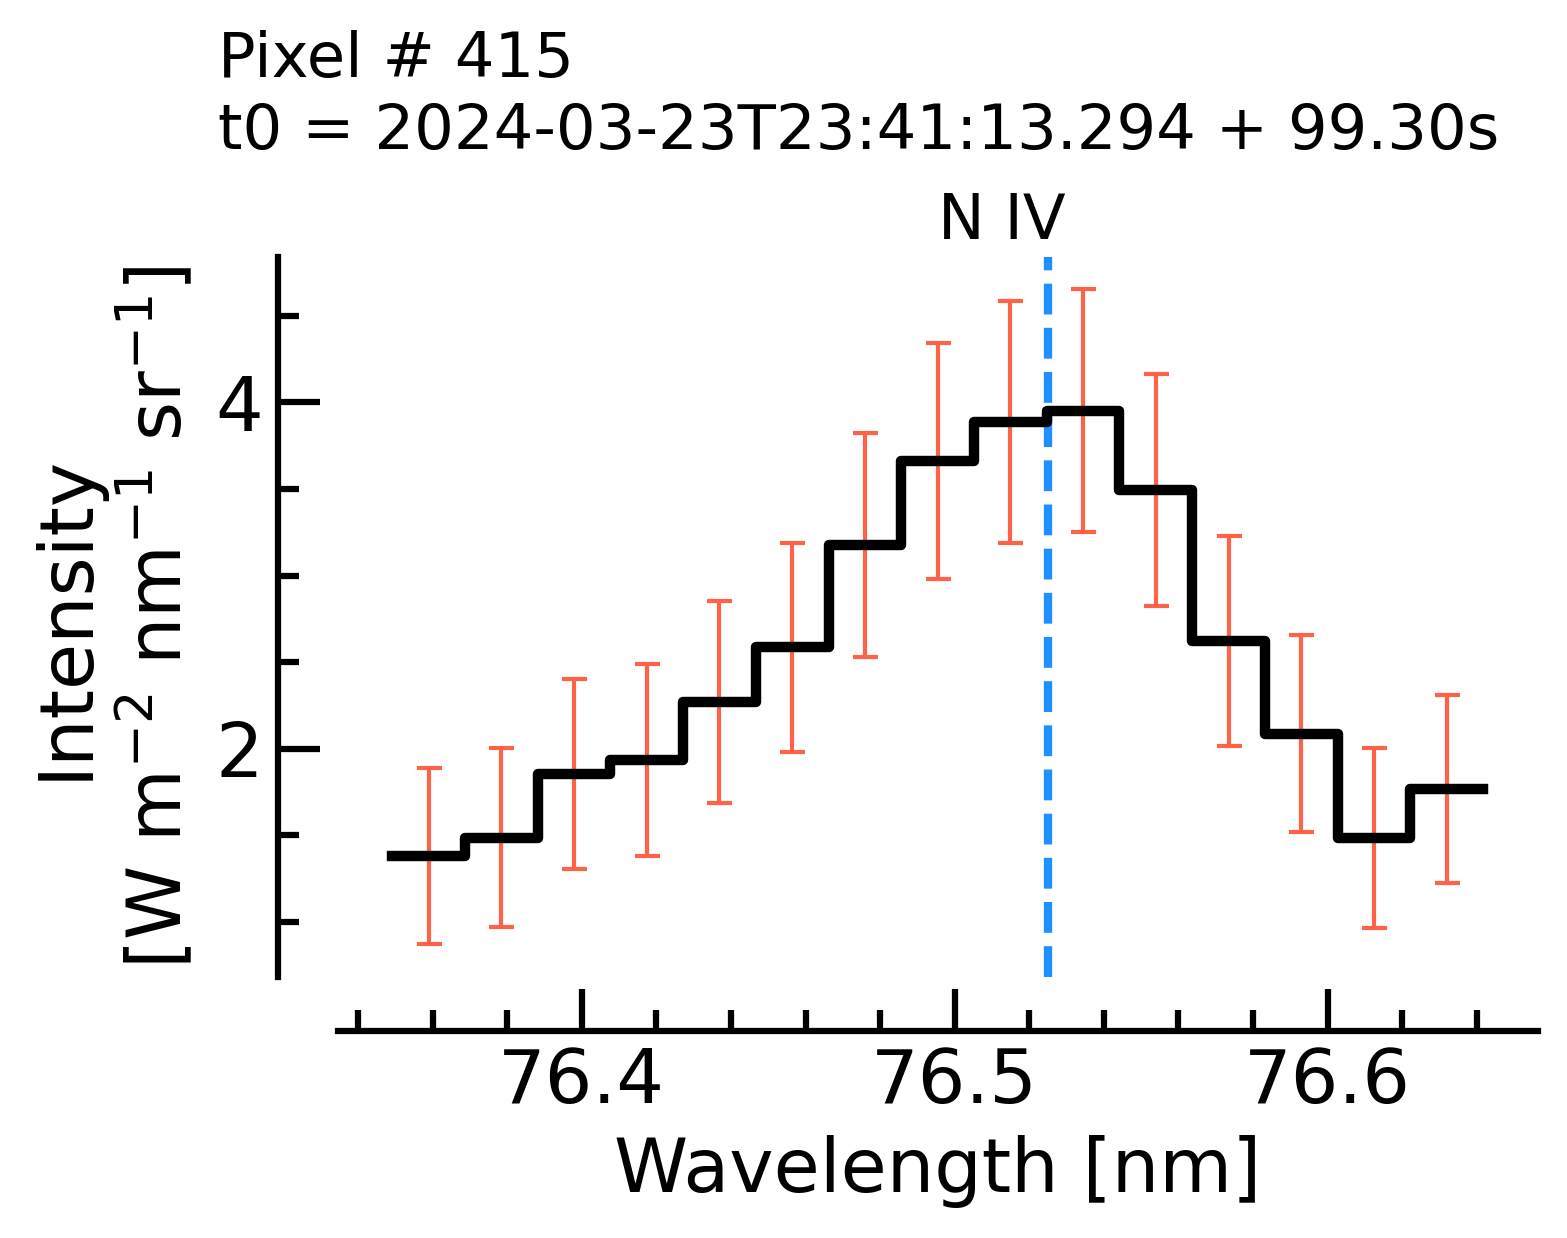 Pixel # 415
t0 = 2024-03-23T23:41:13.294 + 99.30s
N IV
Intensity
[W m⁻² nm⁻¹ sr⁻¹]
4
2
76.4 76.5 76.6
Wavelength [nm]